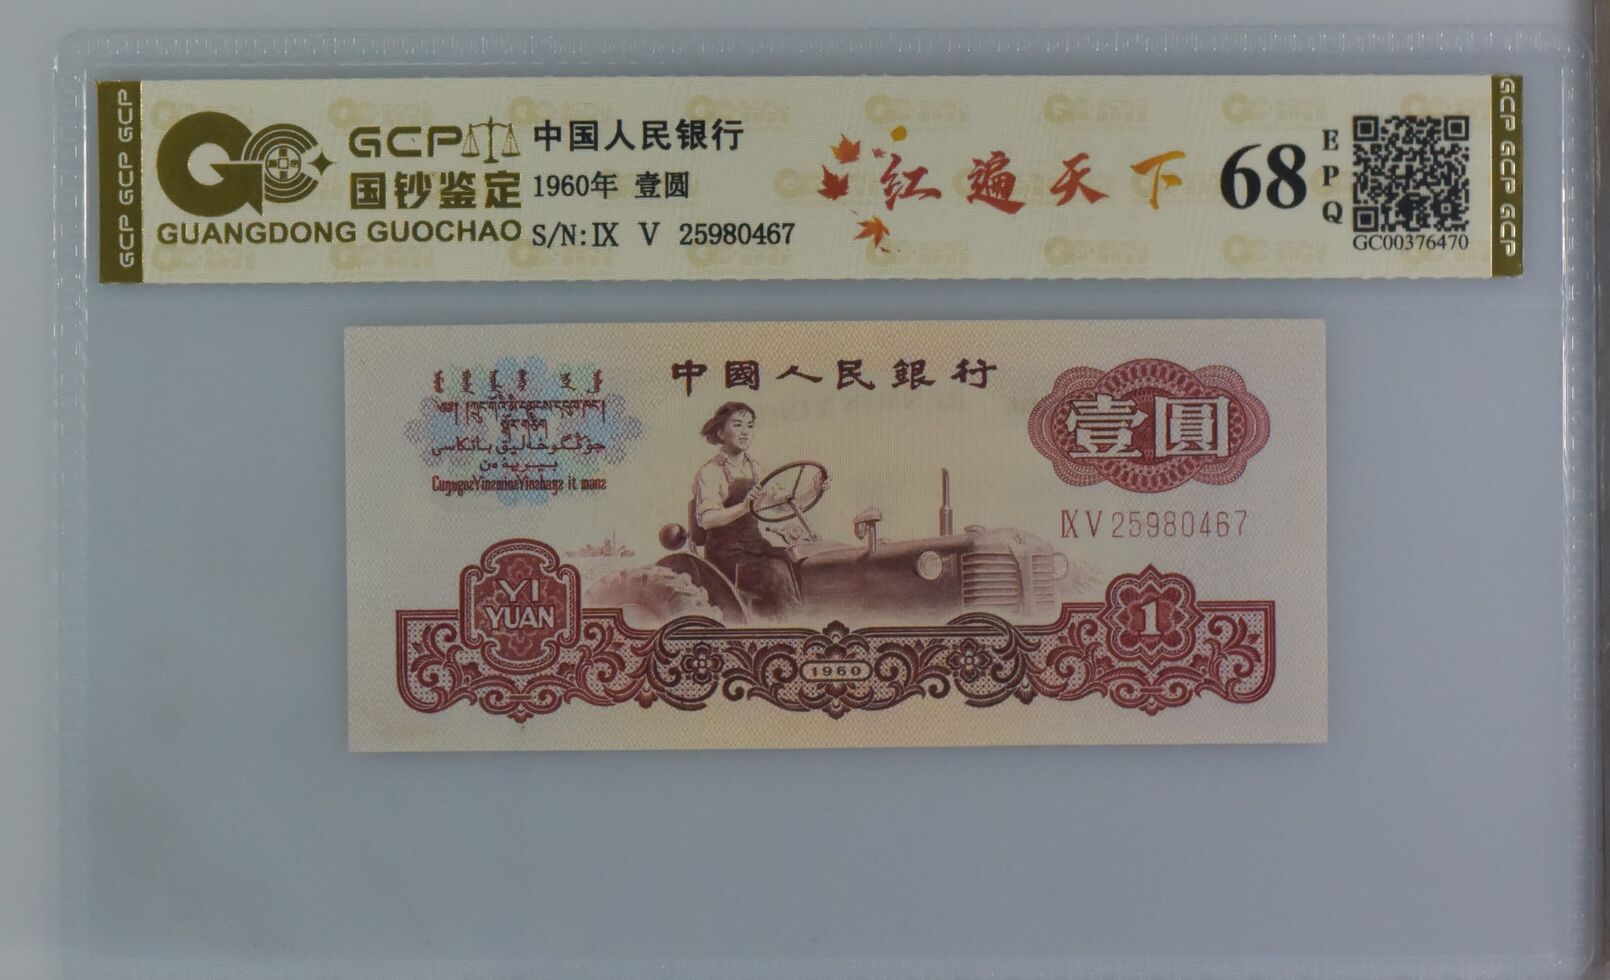 GCP GCP GCP
GCP
国钞鉴定
GUANGDONG GUOCHAO
中国人民银行
1960年 壹圆
S/N:Ⅸ Ⅴ 25980467
红遍天下
68
EPQ
GC00376470
GCP GCP GCP
中國人民銀行
壹圓
ⅨⅤ25980467
YI
YUAN
1960
1